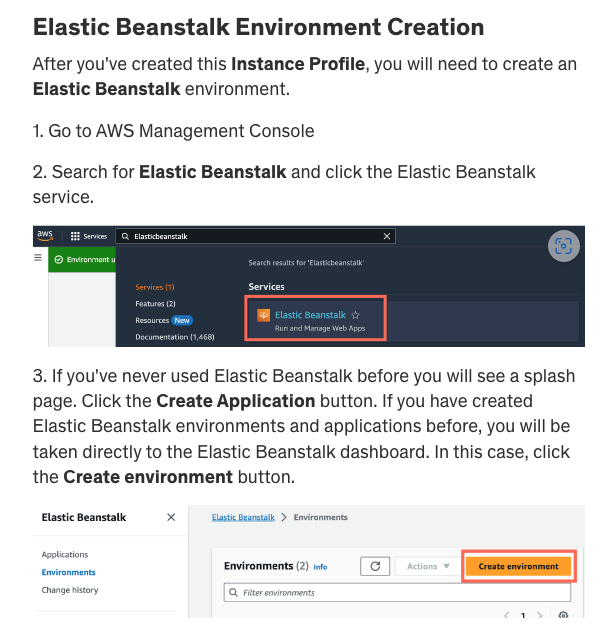 Elastic Beanstalk Environment Creation
After you've created this Instance Profile, you will need to create an
Elastic Beanstalk environment.
1. Go to AWS Management Console
2. Search for Elastic Beanstalk and click the Elastic Beanstalk
service.
aws Services Elasticbeanstalk
Environment u
Search results for 'Elasticbeanstalk'
Services (1) Services
Features (2)
Elastic Beanstalk
Resources New
Run and Manage Web Apps
Documentation (1,468)
3. If you've never used Elastic Beanstalk before you will see a splash
page. Click the Create Application button. If you have created
Elastic Beanstalk environments and applications before, you will be
taken directly to the Elastic Beanstalk dashboard. In this case, click
the Create environment button.
Elastic Beanstalk
Elastic Beanstalk > Environments
Applications
Environments
Change history
Environments (2) Info
Actions
Create environment
Filter environments
1